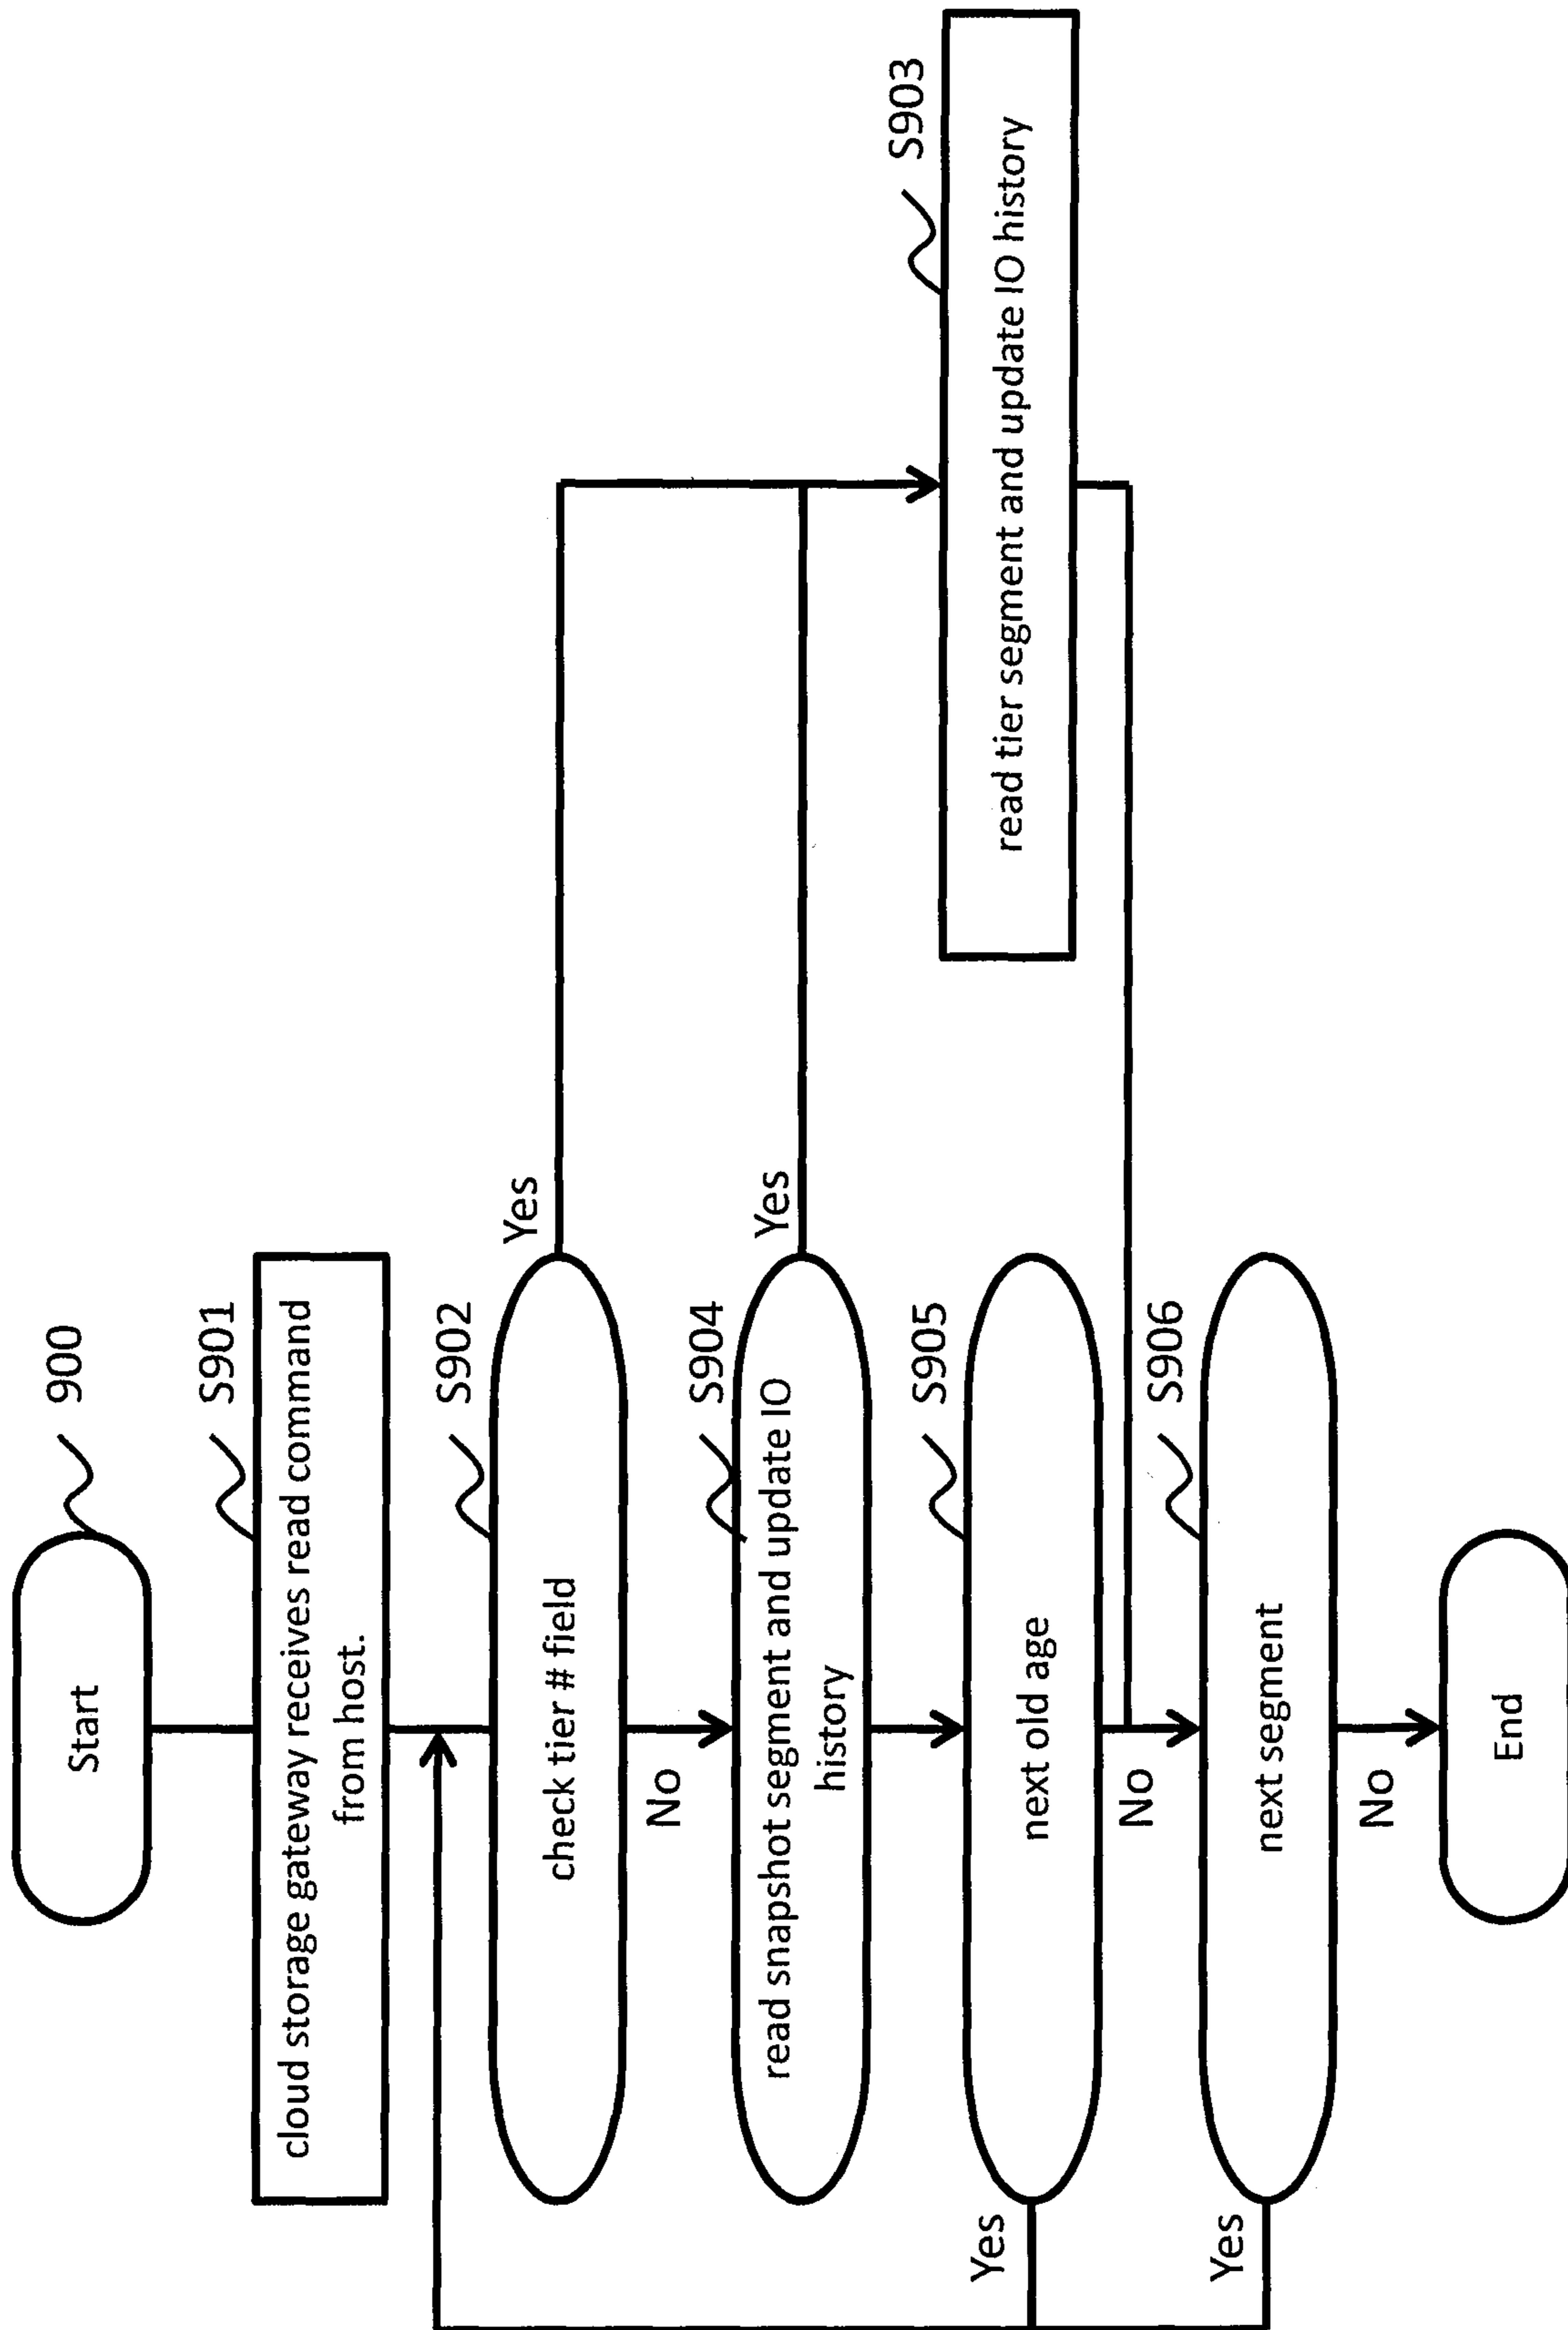 Start
900
cloud storage gateway receives read command
from host.
S901
check tier # field
S902
Yes
No
read snapshot segment and update IO
history
S904
Yes
read tier segment and update IO history
S903
next old age
S905
Yes
No
next segment
S906
Yes
No
End